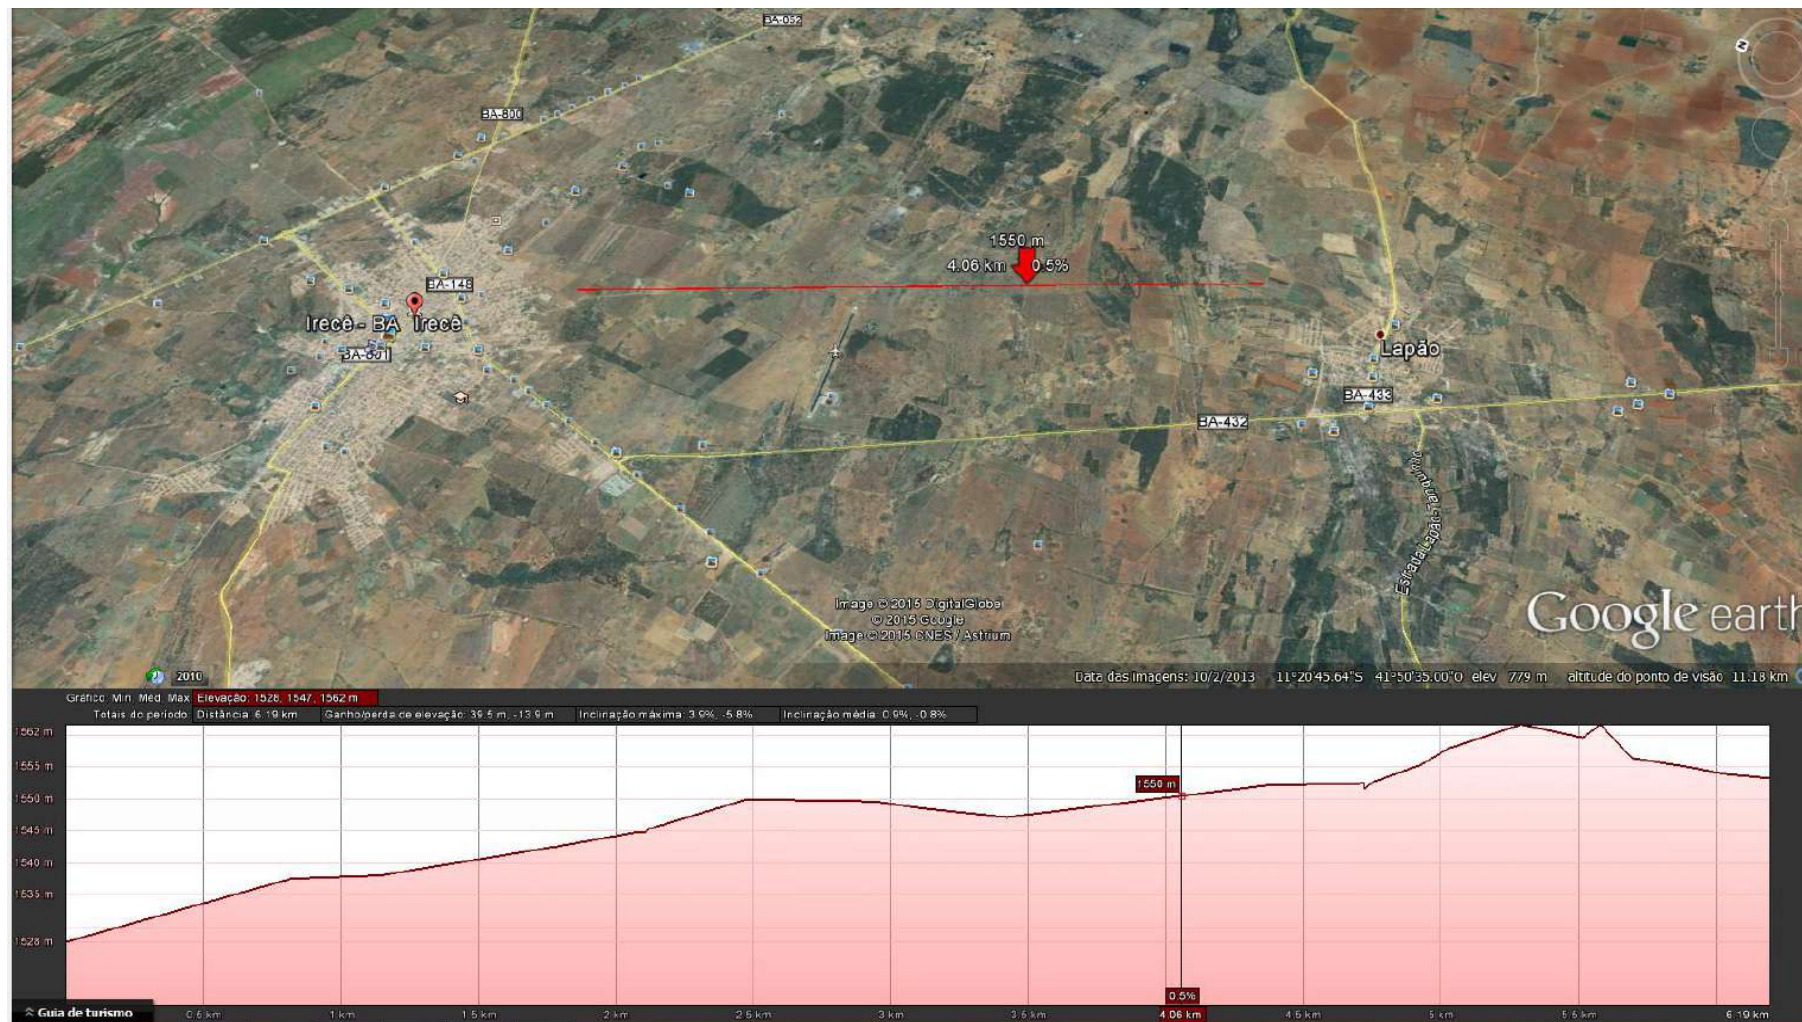 BA-052
BA-800
1550 m
4.06 km 0.5%
BA-148
Irecê - BA Irecê
BA-801
Lapão
BA-433
BA-432
Image © 2015 DigitalGlobe
© 2015 Google
Image © 2015 CNES / Astrium
Google earth
2010
Data das imagens: 10/2/2013 11°20'45.64"S 41°50'35.00"O elev 779 m altitude do ponto de visão 11.18 km
Gráfico: Mín, Méd, Máx Elevação: 1528, 1547, 1562 m
Totais do período: Distância: 6.19 km Ganho/perda de elevação: 39.5 m, -13.9 m Inclinação máxima: 3.9%, -5.8% Inclinação média: 0.9%, -0.8%
1562 m
1555 m
1550 m
1550 m
1545 m
1540 m
1535 m
1528 m
0.5%
Guia de turismo 0.5 km 1 km 1.5 km 2 km 2.5 km 3 km 3.5 km 4.06 km 4.5 km 5 km 5.5 km 6.19 km